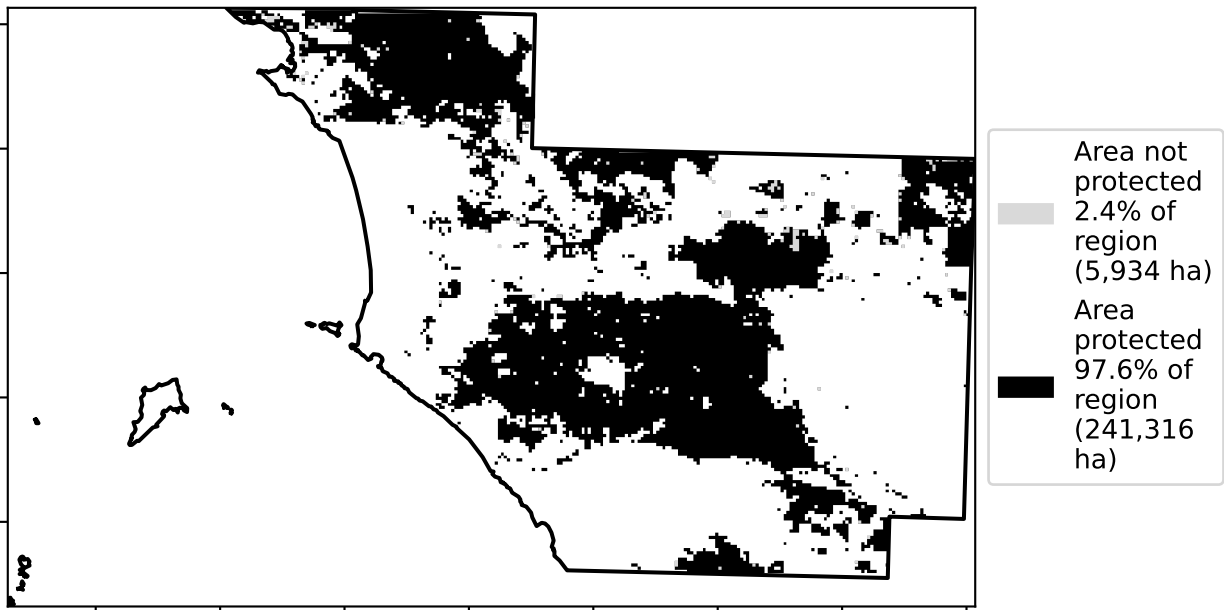 Area not
protected
2.4% of
region
(5,934 ha)
Area
protected
97.6% of
region
(241,316
ha)